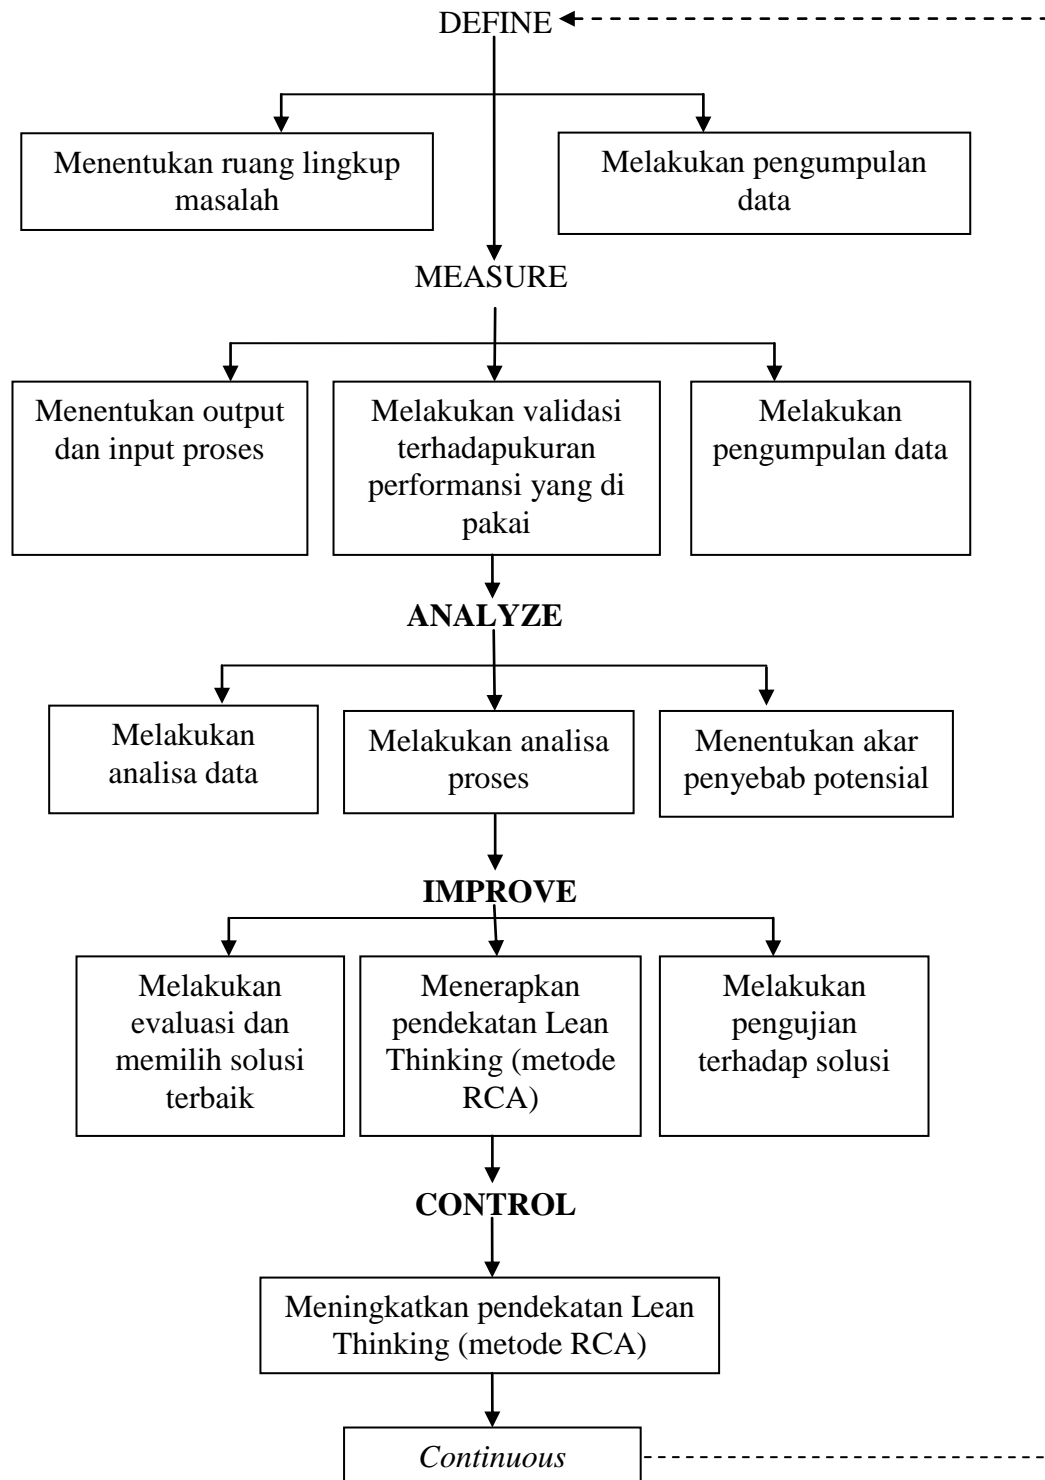 DEFINE
Menentukan ruang lingkup
masalah
Melakukan pengumpulan
data
MEASURE
Menentukan output
dan input proses
Melakukan validasi
terhadapukuran
performansi yang di
pakai
Melakukan
pengumpulan data
ANALYZE
Melakukan
analisa data
Melakukan analisa
proses
Menentukan akar
penyebab potensial
IMPROVE
Melakukan
evaluasi dan
memilih solusi
terbaik
Menerapkan
pendekatan Lean
Thinking (metode
RCA)
Melakukan
pengujian
terhadap solusi
CONTROL
Meningkatkan pendekatan Lean
Thinking (metode RCA)
Continuous